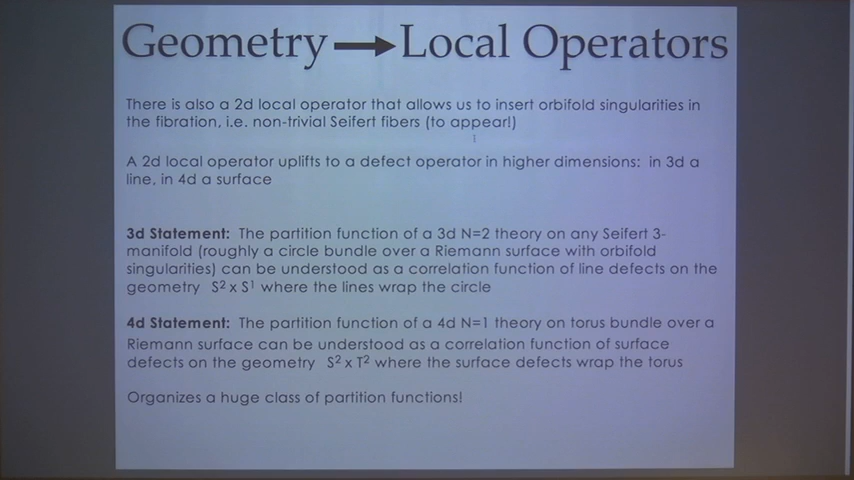 Geometry → Local Operators
There is also a 2d local operator that allows us to insert orbifold singularities in
the fibration, i.e. non-trivial Seifert fibers (to appear!)
A 2d local operator uplifts to a defect operator in higher dimensions: in 3d a
line, in 4d a surface
3d Statement: The partition function of a 3d N=2 theory on any Seifert 3-
manifold (roughly a circle bundle over a Riemann surface with orbifold
singularities) can be understood as a correlation function of line defects on the
geometry S² x S¹ where the lines wrap the circle
4d Statement: The partition function of a 4d N=1 theory on torus bundle over a
Riemann surface can be understood as a correlation function of surface
defects on the geometry S² x T² where the surface defects wrap the torus
Organizes a huge class of partition functions!